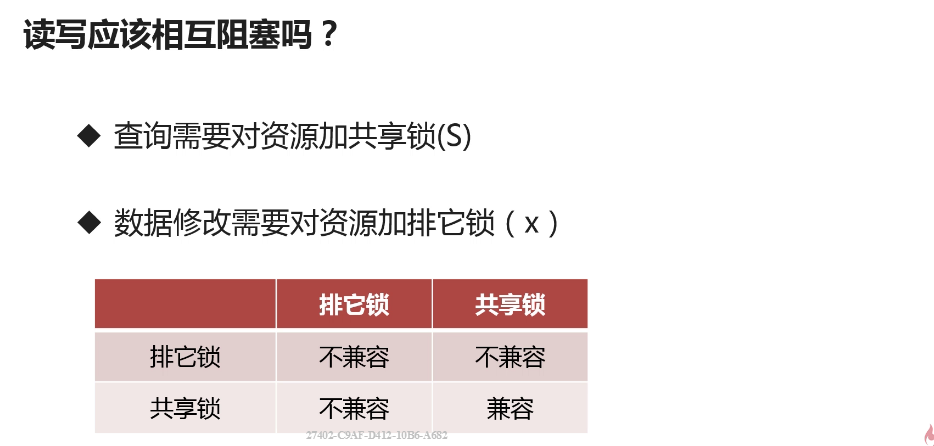 读写应该相互阻塞吗？
◆ 查询需要对资源加共享锁(S)
◆ 数据修改需要对资源加排它锁（x）
排它锁 共享锁
排它锁 不兼容 不兼容
共享锁 不兼容 兼容
27402-C9AF-D412-10B6-A682